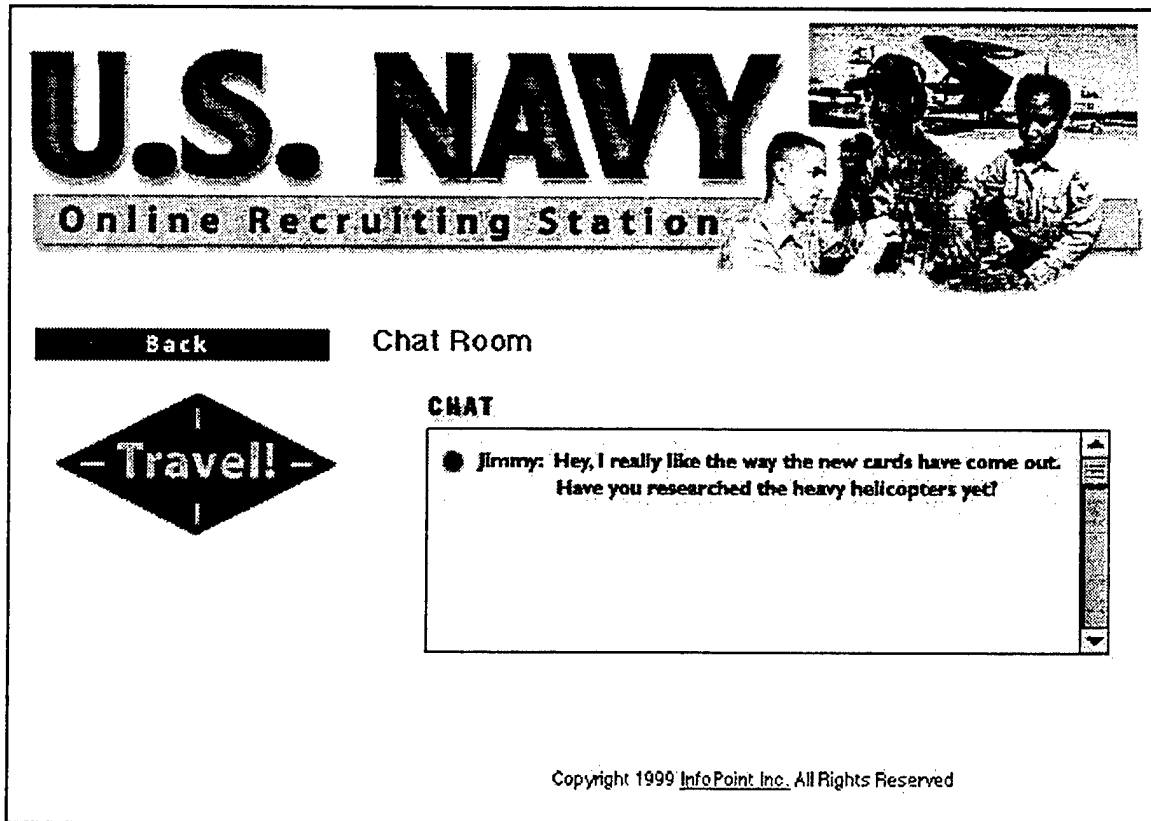 U.S. NAVY
Online Recruiting Station
Back
Chat Room
Travel!
CHAT
Jimmy: Hey, I really like the way the new cards have come out.
Have you researched the heavy helicopters yet?
Copyright 1999 InfoPoint Inc. All Rights Reserved